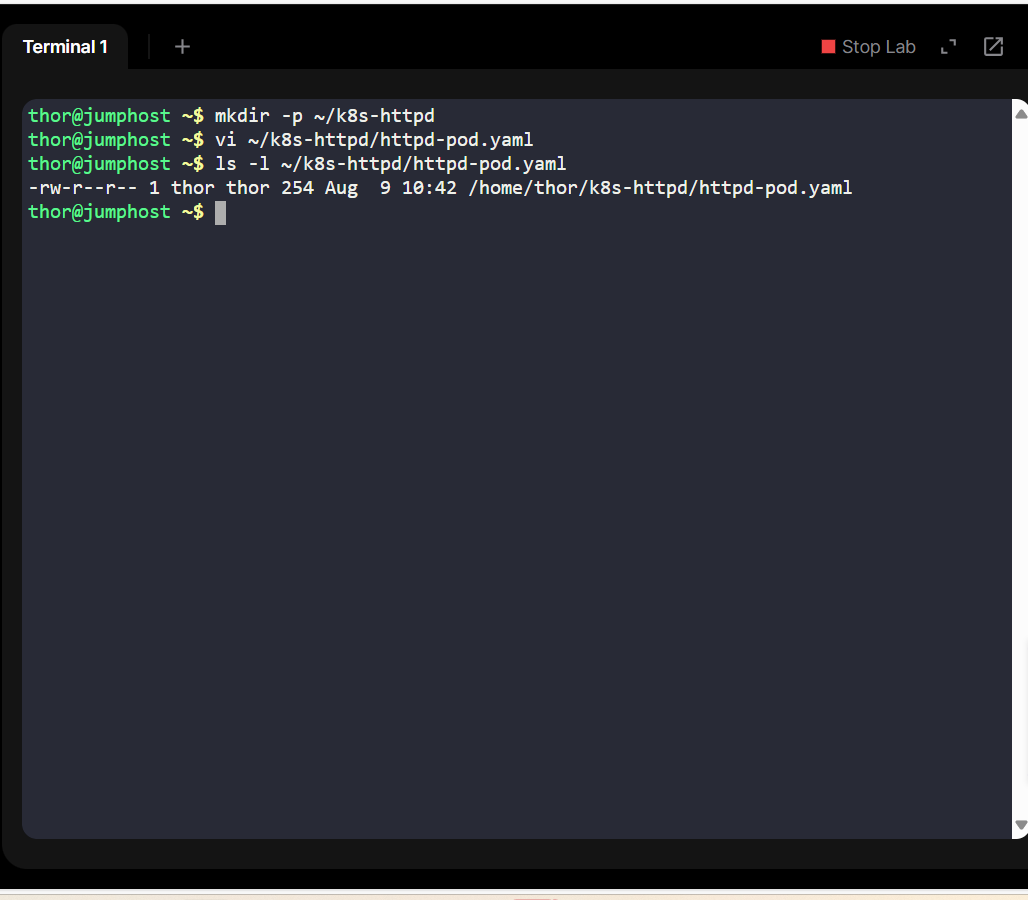 Terminal 1
+
Stop Lab
thor@jumphost ~$ mkdir -p ~/k8s-httpd
thor@jumphost ~$ vi ~/k8s-httpd/httpd-pod.yaml
thor@jumphost ~$ ls -l ~/k8s-httpd/httpd-pod.yaml
-rw-r--r-- 1 thor thor 254 Aug  9 10:42 /home/thor/k8s-httpd/httpd-pod.yaml
thor@jumphost ~$